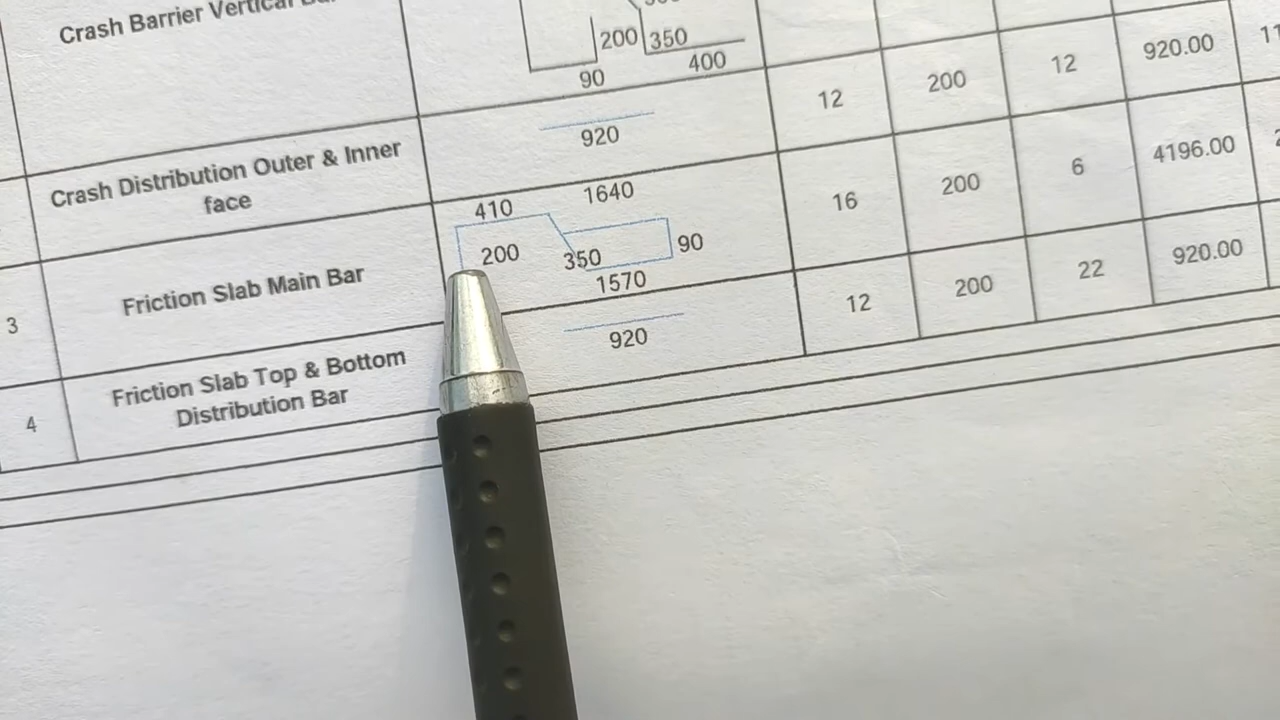 Crash Barrier Vertical
200 350
90 400
Crash Distribution Outer & Inner
face
920
12 200 12 920.00
3 Friction Slab Main Bar
410 1640
200 350 90
1570
16 200 6 4196.00
4 Friction Slab Top & Bottom
Distribution Bar
920
12 200 22 920.00